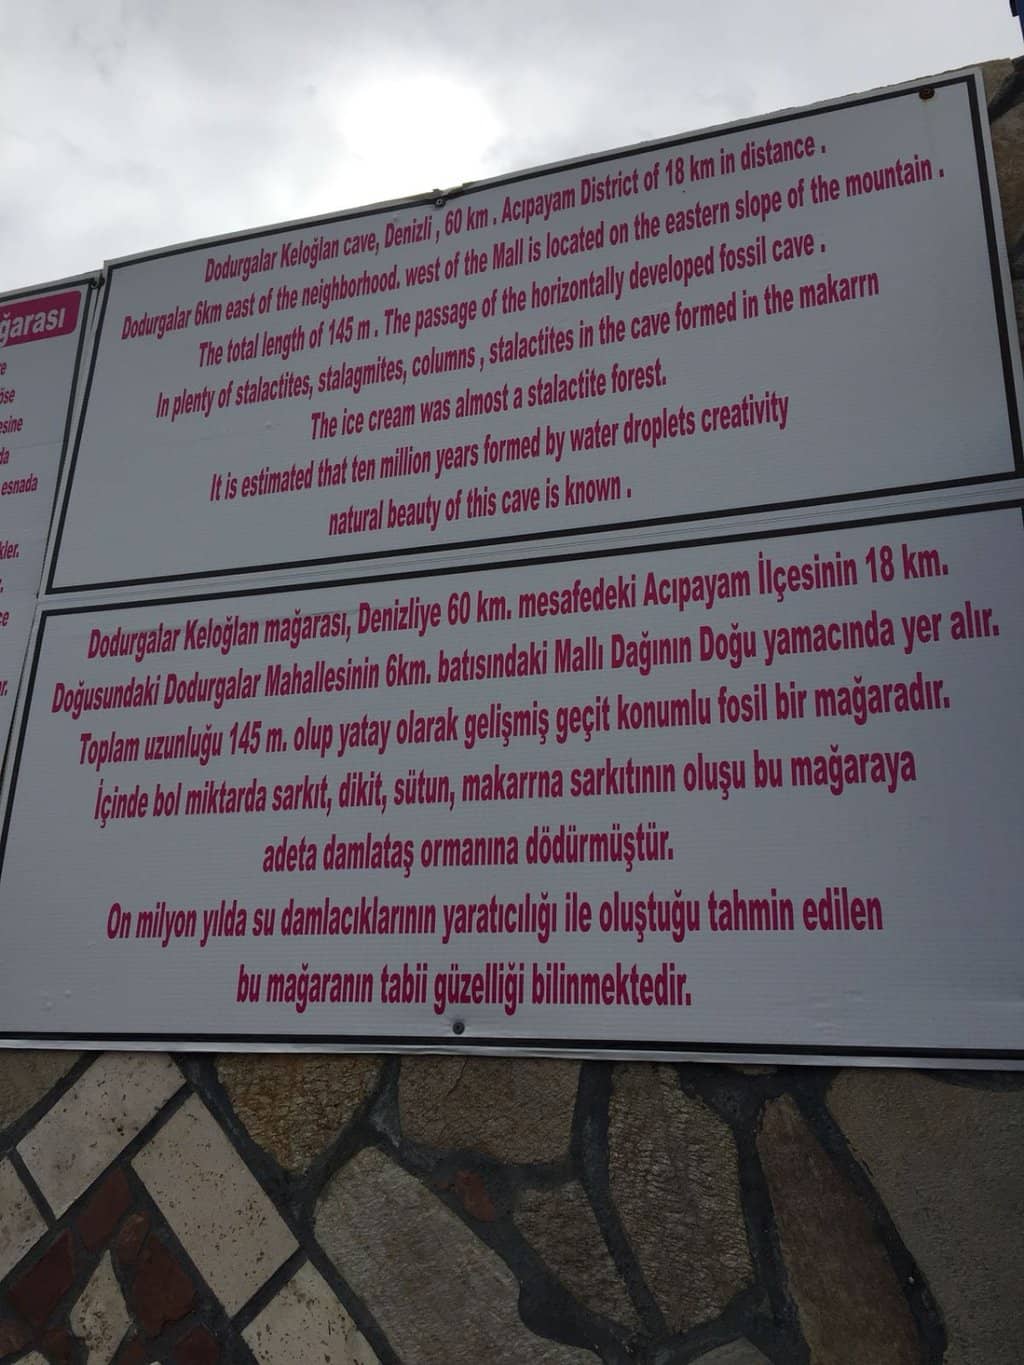 Dodurgalar Keloğlan cave, Denizli , 60 km . Acıpayam District of 18 km in distance .
Dodurgalar 6km east of the neighborhood. west of the Mall is located on the eastern slope of the mountain .
The total length of 145 m . The passage of the horizontally developed fossil cave .
In plenty of stalactites, stalagmites, columns , stalactites in the cave formed in the makarrn
The ice cream was almost a stalactite forest.
It is estimated that ten million years formed by water droplets creativity
natural beauty of this cave is known .
ğarası
esnada
Dodurgalar Keloğlan mağarası, Denizliye 60 km. mesafedeki Acıpayam İlçesinin 18 km.
Doğusundaki Dodurgalar Mahallesinin 6km. batısındaki Mallı Dağının Doğu yamacında yer alır.
Toplam uzunluğu 145 m. olup yatay olarak gelişmiş geçit konumlu fosil bir mağaradır.
İçinde bol miktarda sarkıt, dikit, sütun, makarrna sarkıtının oluşu bu mağaraya
adeta damlataş ormanına dödürmüştür.
On milyon yılda su damlacıklarının yaratıcılığı ile oluştuğu tahmin edilen
bu mağaranın tabii güzelliği bilinmektedir.